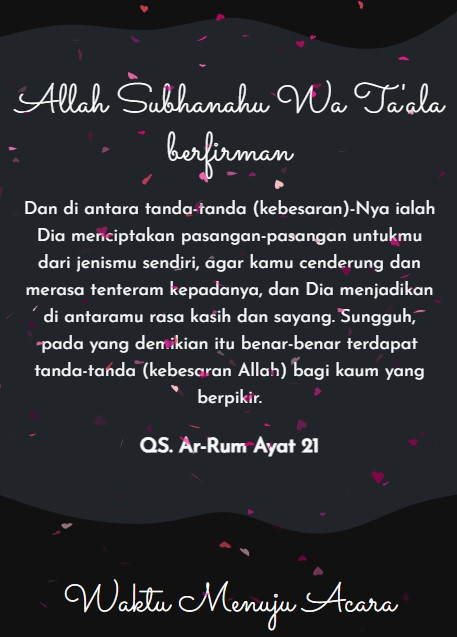 Allah Subhanahu Wa Ta'ala
berfirman
Dan di antara tanda-tanda (kebesaran)-Nya ialah
Dia menciptakan pasangan-pasangan untukmu
dari jenismu sendiri, agar kamu cenderung dan
merasa tenteram kepadanya, dan Dia menjadikan
di antaramu rasa kasih dan sayang. Sungguh,
pada yang demikian itu benar-benar terdapat
tanda-tanda (kebesaran Allah) bagi kaum yang
berpikir.
QS. Ar-Rum Ayat 21
Waktu Menuju Acara